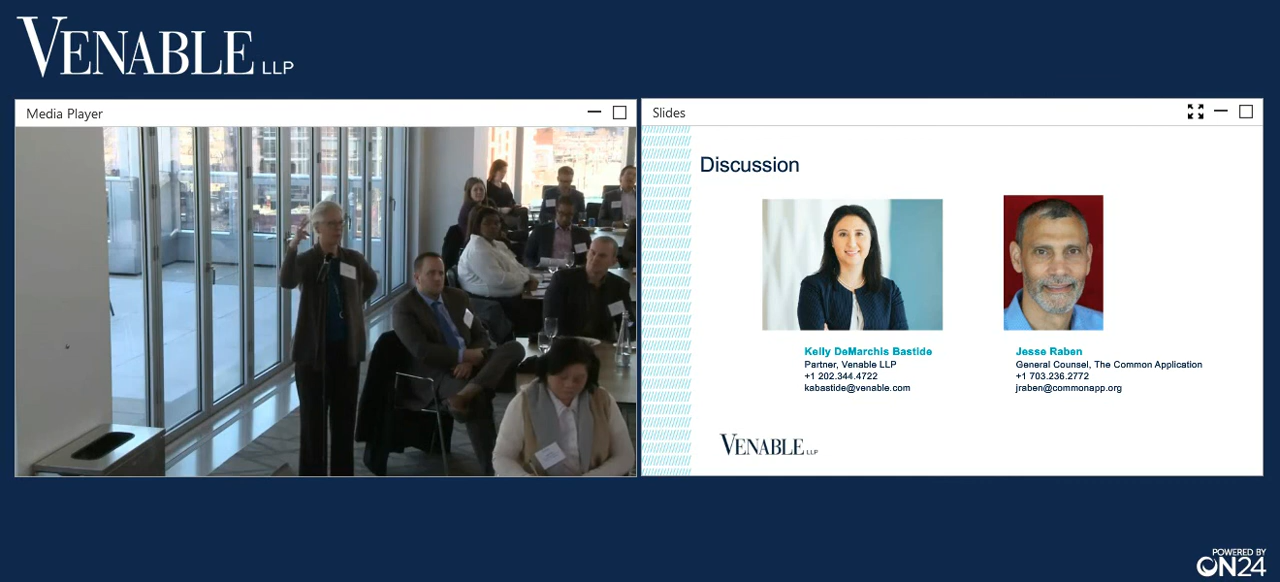 VENABLE LLP
Media Player
Slides
Discussion
Kelly DeMarchis Bastide
Partner, Venable LLP
+1 202.344.4722
kabastide@venable.com
Jesse Raben
General Counsel, The Common Application
+1 703.236.2772
jraben@commonapp.org
VENABLE LLP
POWERED BY
ON24